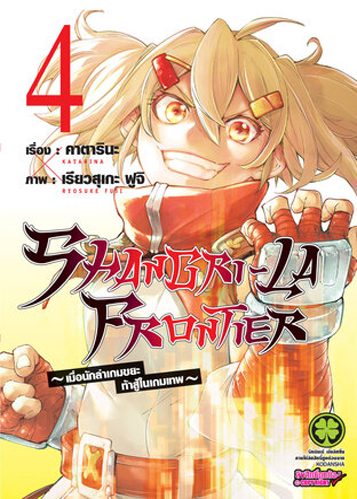 4
เรื่อง : คาตารินะ
KATARINA
×
ภาพ : เรียวสุเกะ ฟูจิ
RYOSUKE FUJI
SHANGRI-LA
FRONTIER
~เมื่อนักล่าเกมขยะ
ท้าสู้ในเกมเทพ~
KODANSHA